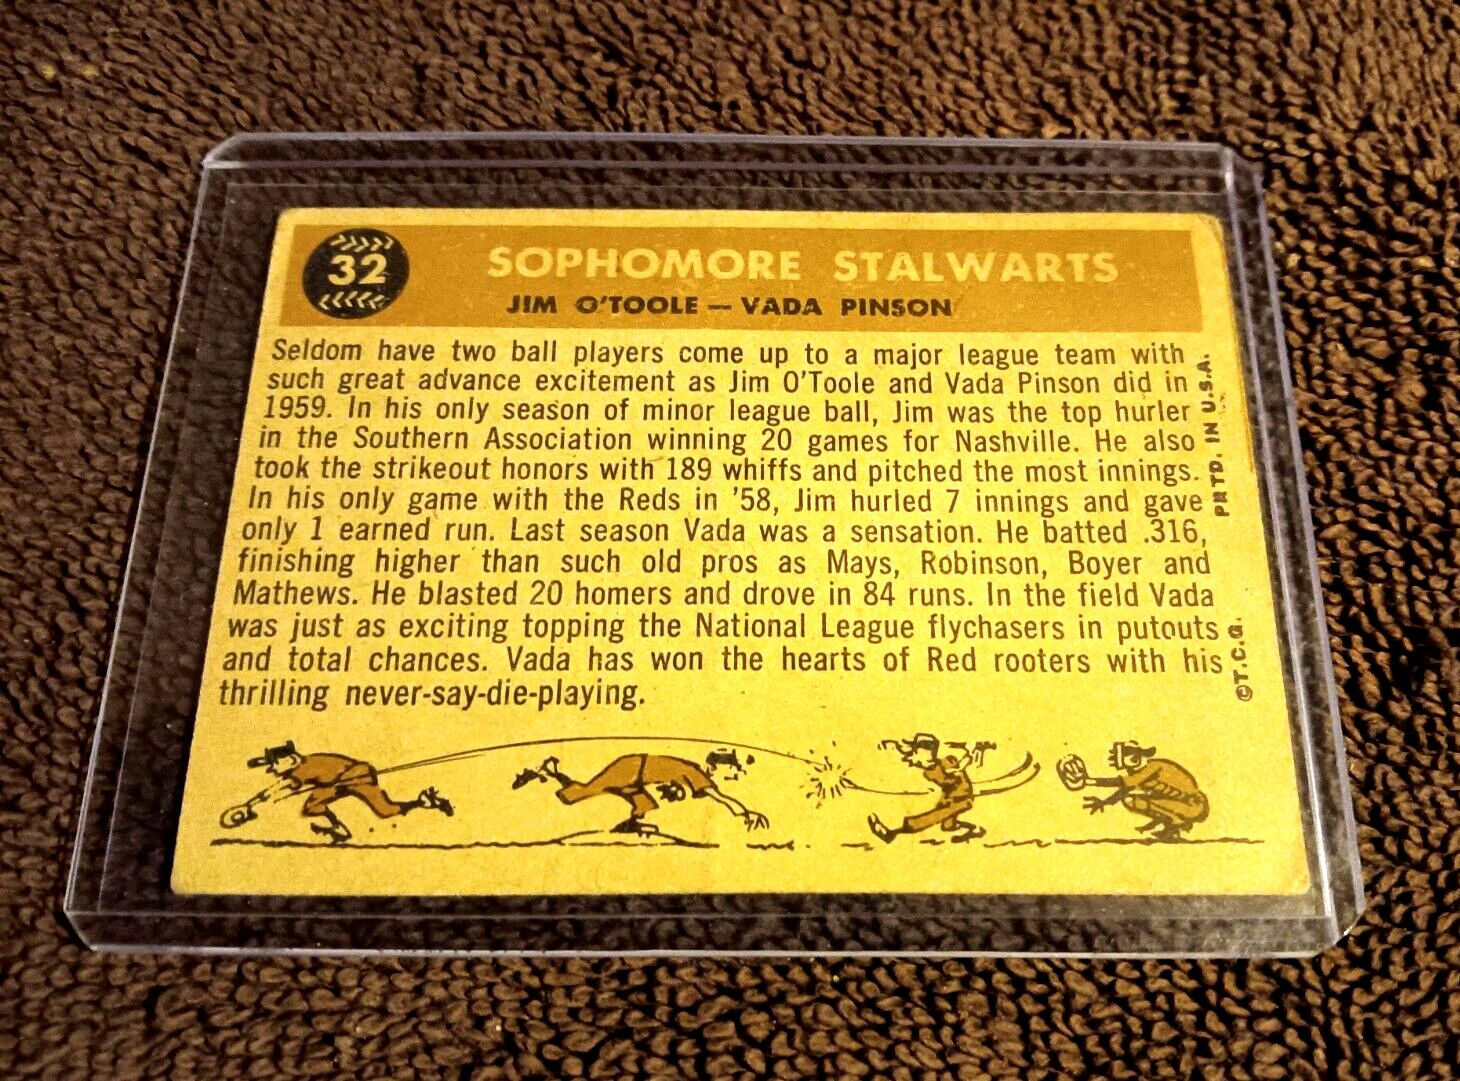 32
SOPHOMORE STALWARTS
JIM O'TOOLE — VADA PINSON
Seldom have two ball players come up to a major league team with
such great advance excitement as Jim O'Toole and Vada Pinson did in
1959. In his only season of minor league ball, Jim was the top hurler
in the Southern Association winning 20 games for Nashville. He also
took the strikeout honors with 189 whiffs and pitched the most innings.
In his only game with the Reds in '58, Jim hurled 7 innings and gave
only 1 earned run. Last season Vada was a sensation. He batted .316,
finishing higher than such old pros as Mays, Robinson, Boyer and
Mathews. He blasted 20 homers and drove in 84 runs. In the field Vada
was just as exciting topping the National League flychasers in putouts
and total chances. Vada has won the hearts of Red rooters with his
thrilling never-say-die-playing.
©T.C.G. PRTD. IN U.S.A.